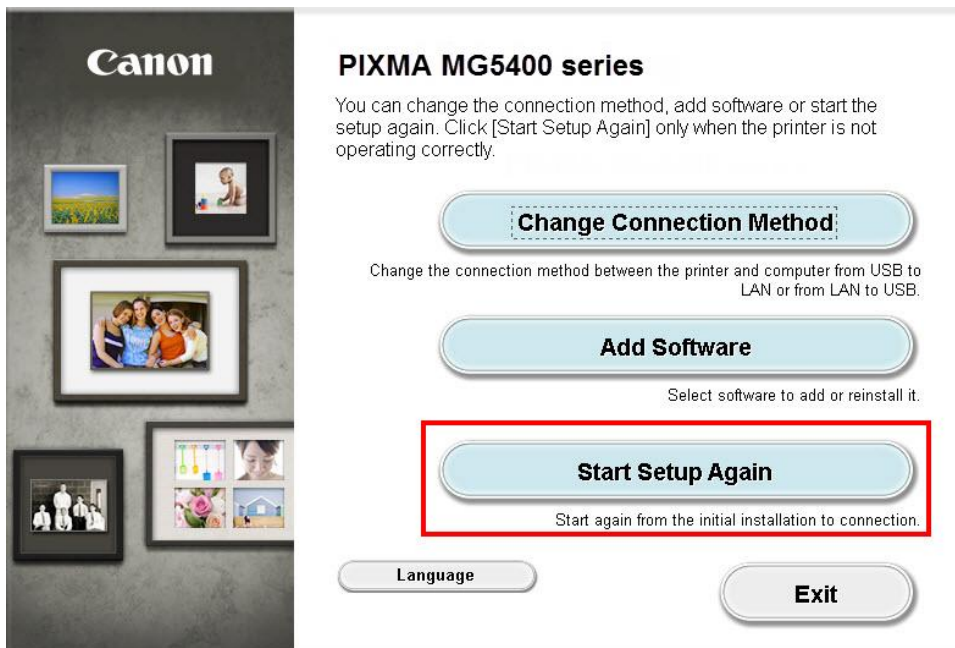 Canon
PIXMA MG5400 series
You can change the connection method, add software or start the
setup again. Click [Start Setup Again] only when the printer is not
operating correctly.
Change Connection Method
Change the connection method between the printer and computer from USB to
LAN or from LAN to USB.
Add Software
Select software to add or reinstall it.
Start Setup Again
Start again from the initial installation to connection.
Language
Exit